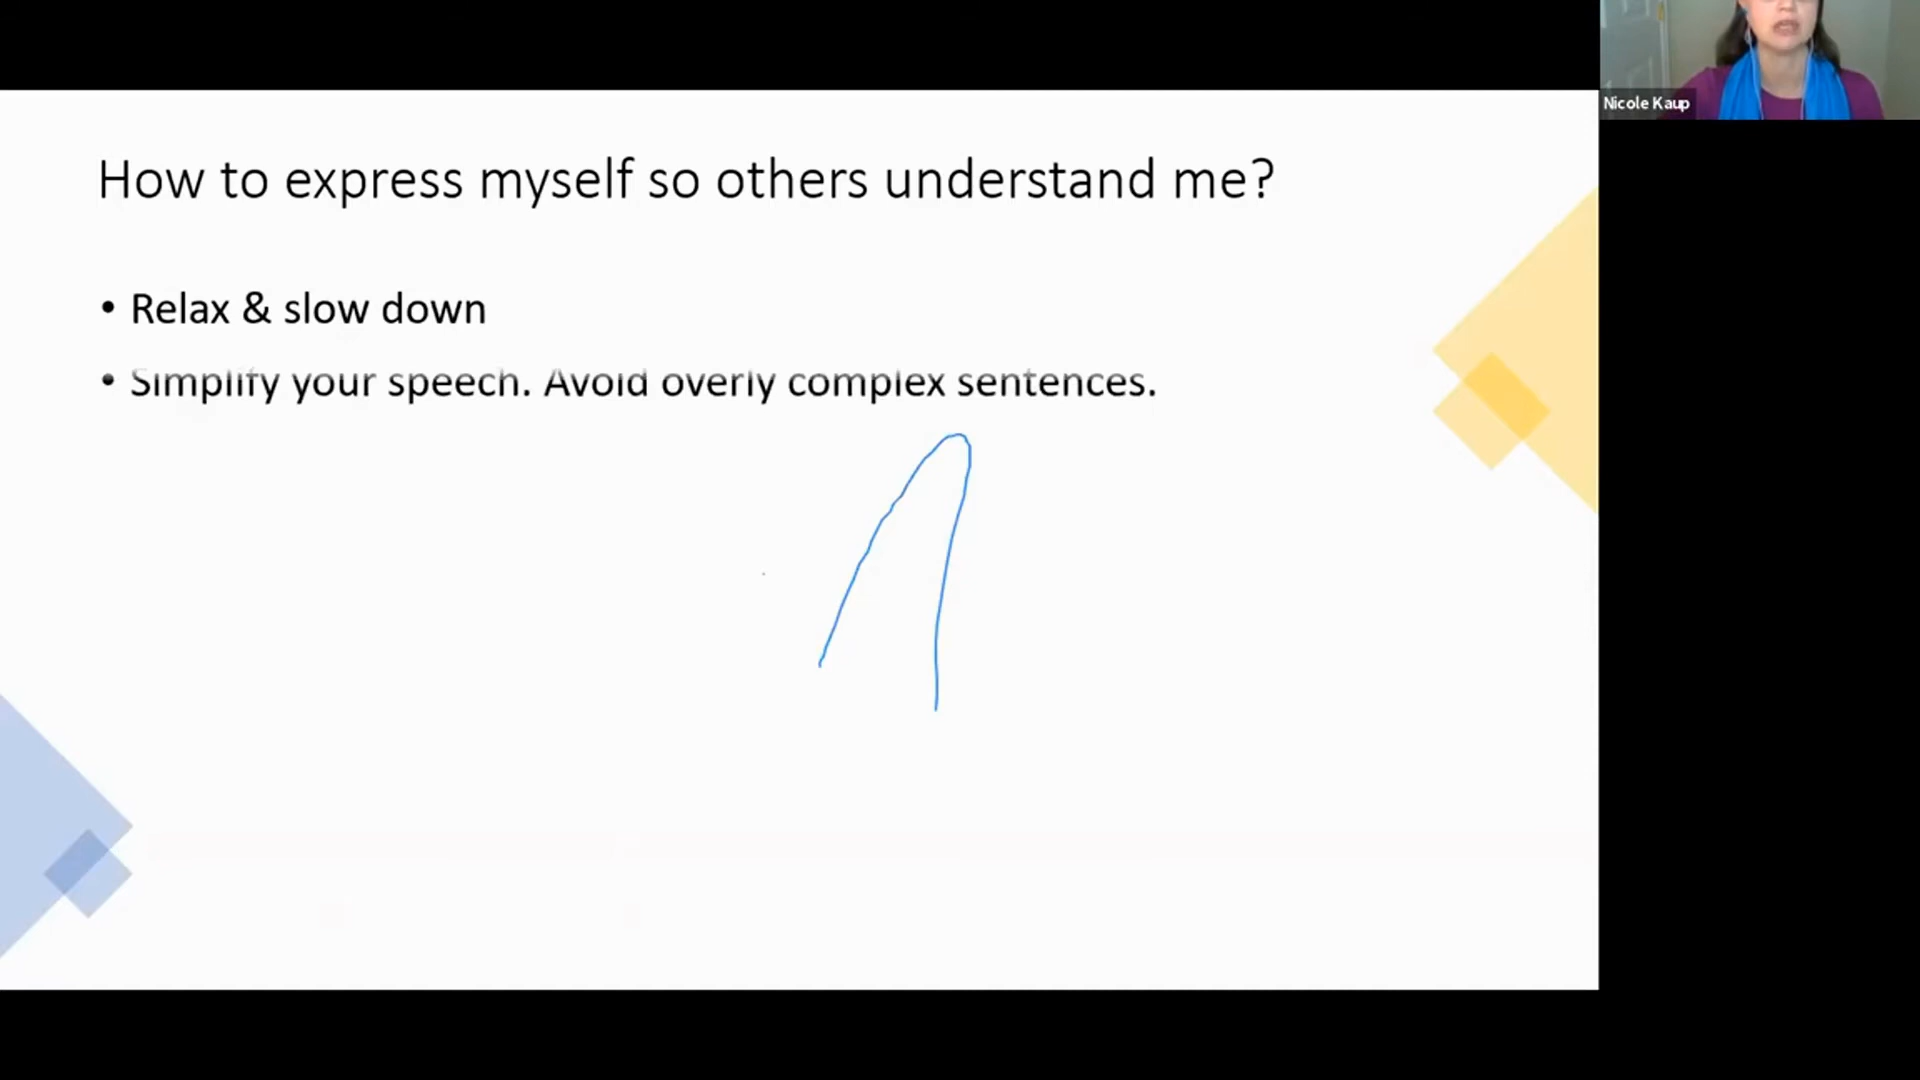 How to express myself so others understand me?
• Relax & slow down
• Simplify your speech. Avoid overly complex sentences.
Nicole Kaup